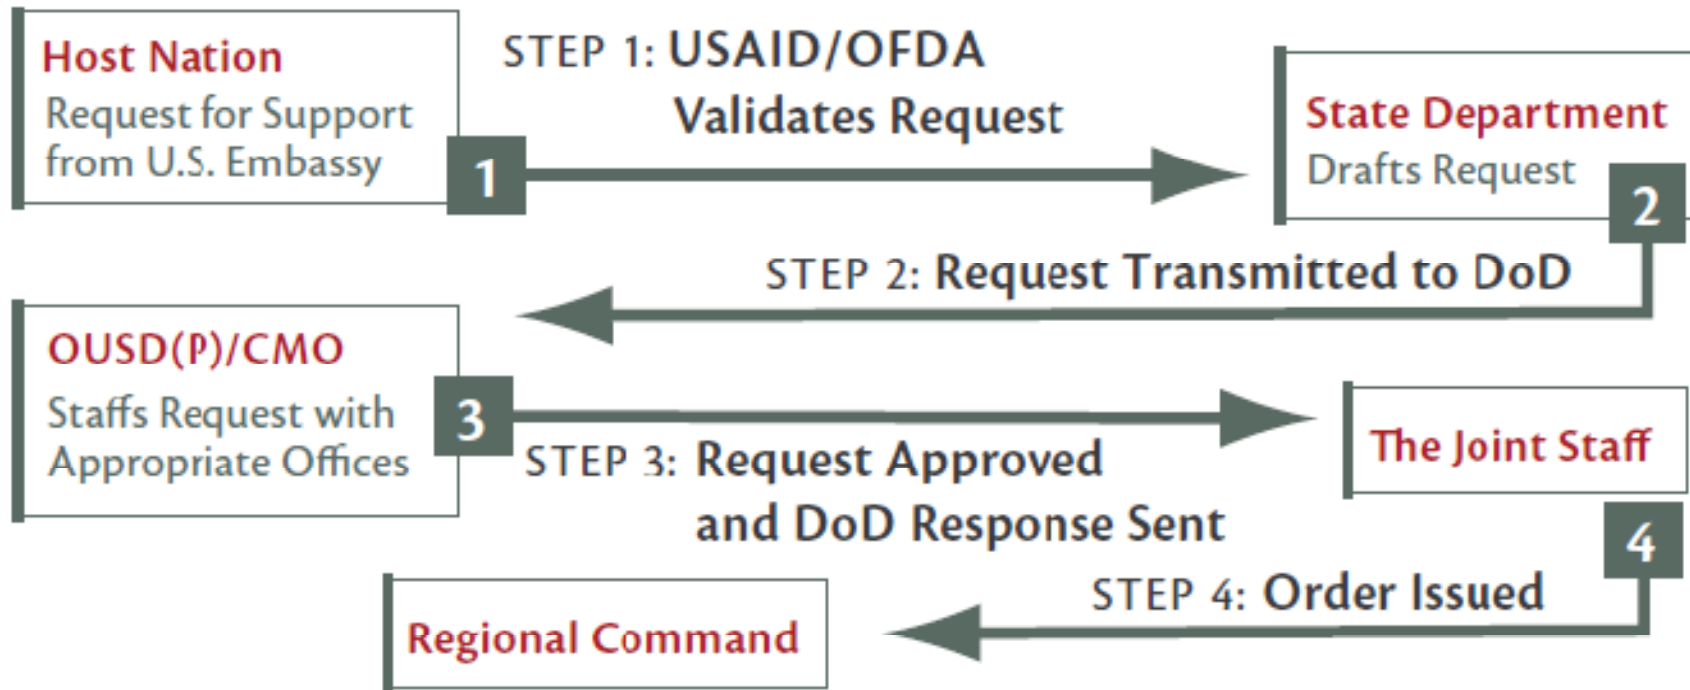 Host Nation
Request for Support
from U.S. Embassy
1
STEP 1: USAID/OFDA
Validates Request
State Department
Drafts Request
2
STEP 2: Request Transmitted to DoD
OUSD(P)/CMO
Staffs Request with
Appropriate Offices
3
STEP 3: Request Approved
and DoD Response Sent
The Joint Staff
4
STEP 4: Order Issued
Regional Command